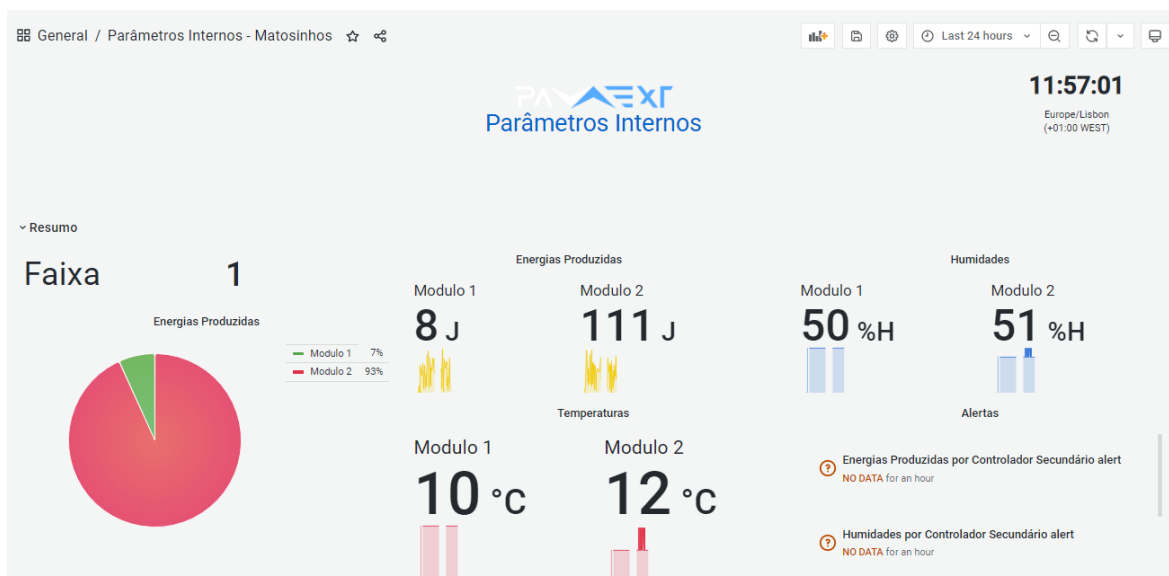 General / Parâmetros Internos - Matosinhos
Last 24 hours
PAVNEXT
Parâmetros Internos
11:57:01
Europe/Lisbon
(+01:00 WEST)
Resumo
Faixa 1
Energias Produzidas
Modulo 1 7%
Modulo 2 93%
Energias Produzidas
Modulo 1 Modulo 2
8 J 111 J
Humidades
Modulo 1 Modulo 2
50 %H 51 %H
Temperaturas
Modulo 1 Modulo 2
10 °C 12 °C
Alertas
Energias Produzidas por Controlador Secundário alert
NO DATA for an hour
Humidades por Controlador Secundário alert
NO DATA for an hour